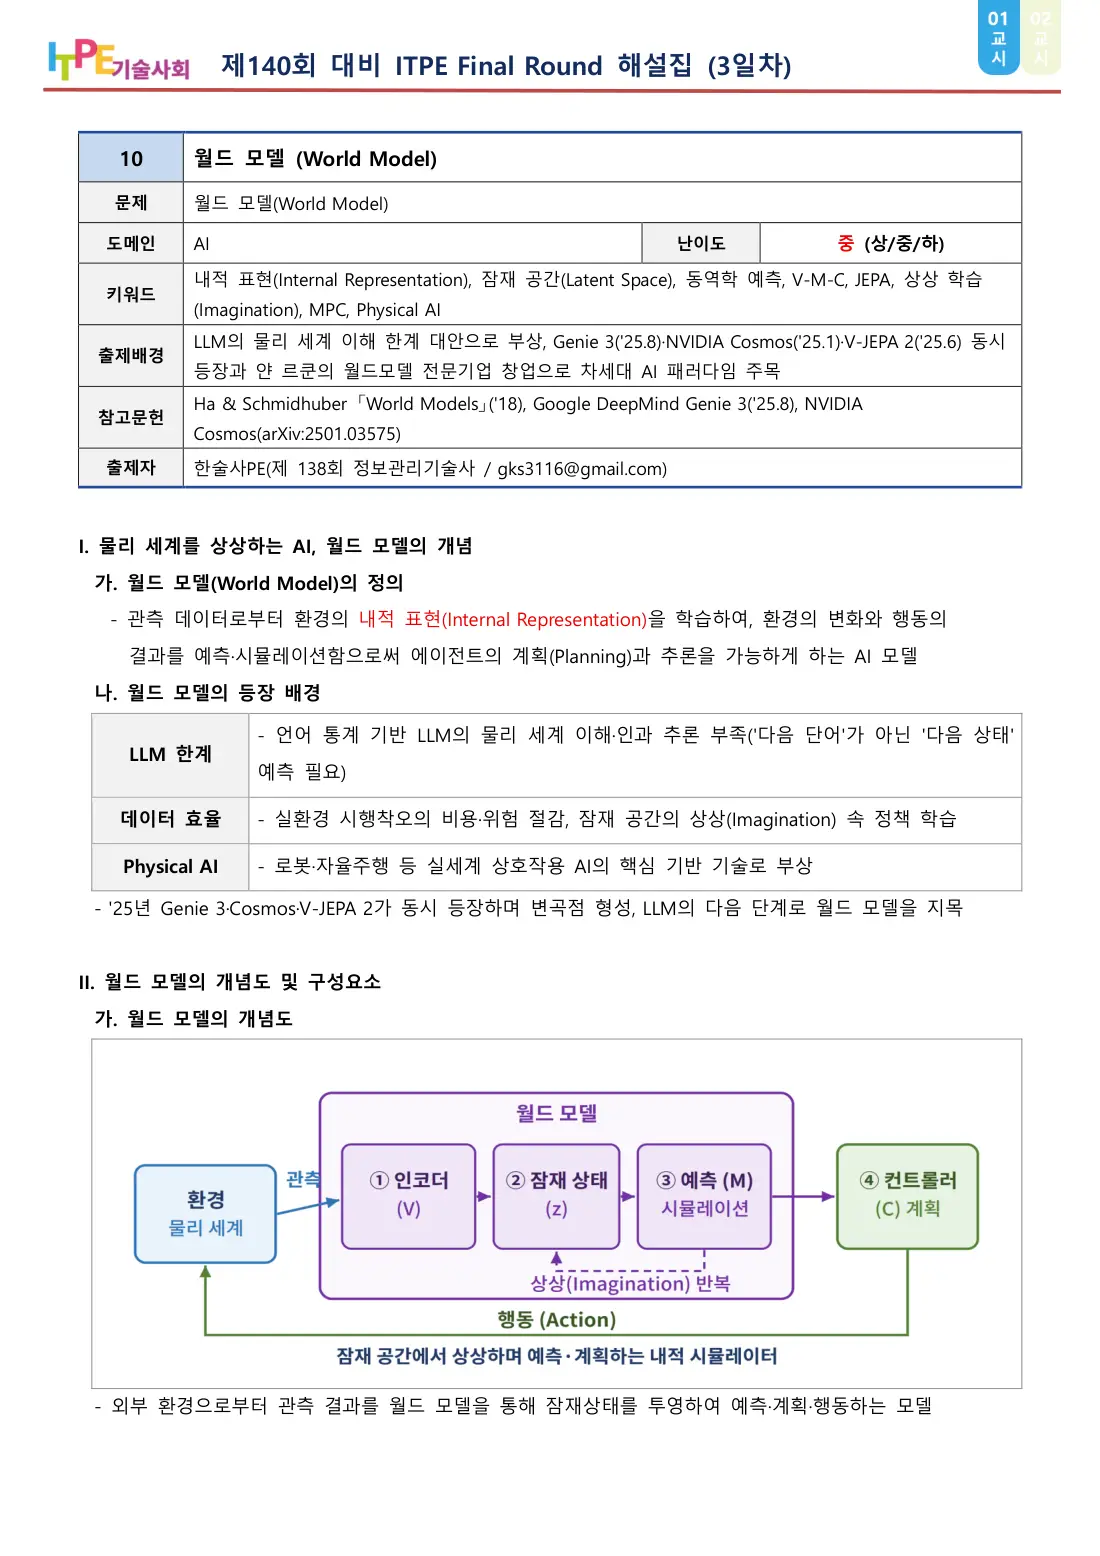 01 교시
02 교시
ITPE 기술사회 제140회 대비 ITPE Final Round 해설집 (3일차)
10 월드 모델 (World Model)
문제 월드 모델(World Model)
도메인 AI 난이도 중 (상/중/하)
키워드 내적 표현(Internal Representation), 잠재 공간(Latent Space), 동역학 예측, V-M-C, JEPA, 상상 학습
(Imagination), MPC, Physical AI
출제배경 LLM의 물리 세계 이해 한계 대안으로 부상, Genie 3('25.8)·NVIDIA Cosmos('25.1)·V-JEPA 2('25.6) 동시
등장과 얀 르쿤의 월드모델 전문기업 창업으로 차세대 AI 패러다임 주목
참고문헌 Ha & Schmidhuber 「World Models」('18), Google DeepMind Genie 3('25.8), NVIDIA
Cosmos(arXiv:2501.03575)
출제자 한술사PE(제 138회 정보관리기술사 / gks3116@gmail.com)
I. 물리 세계를 상상하는 AI, 월드 모델의 개념
가. 월드 모델(World Model)의 정의
- 관측 데이터로부터 환경의 내적 표현(Internal Representation)을 학습하여, 환경의 변화와 행동의
결과를 예측·시뮬레이션함으로써 에이전트의 계획(Planning)과 추론을 가능하게 하는 AI 모델
나. 월드 모델의 등장 배경
LLM 한계 - 언어 통계 기반 LLM의 물리 세계 이해·인과 추론 부족('다음 단어'가 아닌 '다음 상태'
예측 필요)
데이터 효율 - 실환경 시행착오의 비용·위험 절감, 잠재 공간의 상상(Imagination) 속 정책 학습
Physical AI - 로봇·자율주행 등 실세계 상호작용 AI의 핵심 기반 기술로 부상
- '25년 Genie 3·Cosmos·V-JEPA 2가 동시 등장하며 변곡점 형성, LLM의 다음 단계로 월드 모델을 지목
II. 월드 모델의 개념도 및 구성요소
가. 월드 모델의 개념도
월드 모델
환경
물리 세계
관측
① 인코더
(V)
② 잠재 상태
(z)
③ 예측 (M)
시뮬레이션
④ 컨트롤러
(C) 계획
상상(Imagination) 반복
행동 (Action)
잠재 공간에서 상상하며 예측·계획하는 내적 시뮬레이터
- 외부 환경으로부터 관측 결과를 월드 모델을 통해 잠재상태를 투영하여 예측·계획·행동하는 모델